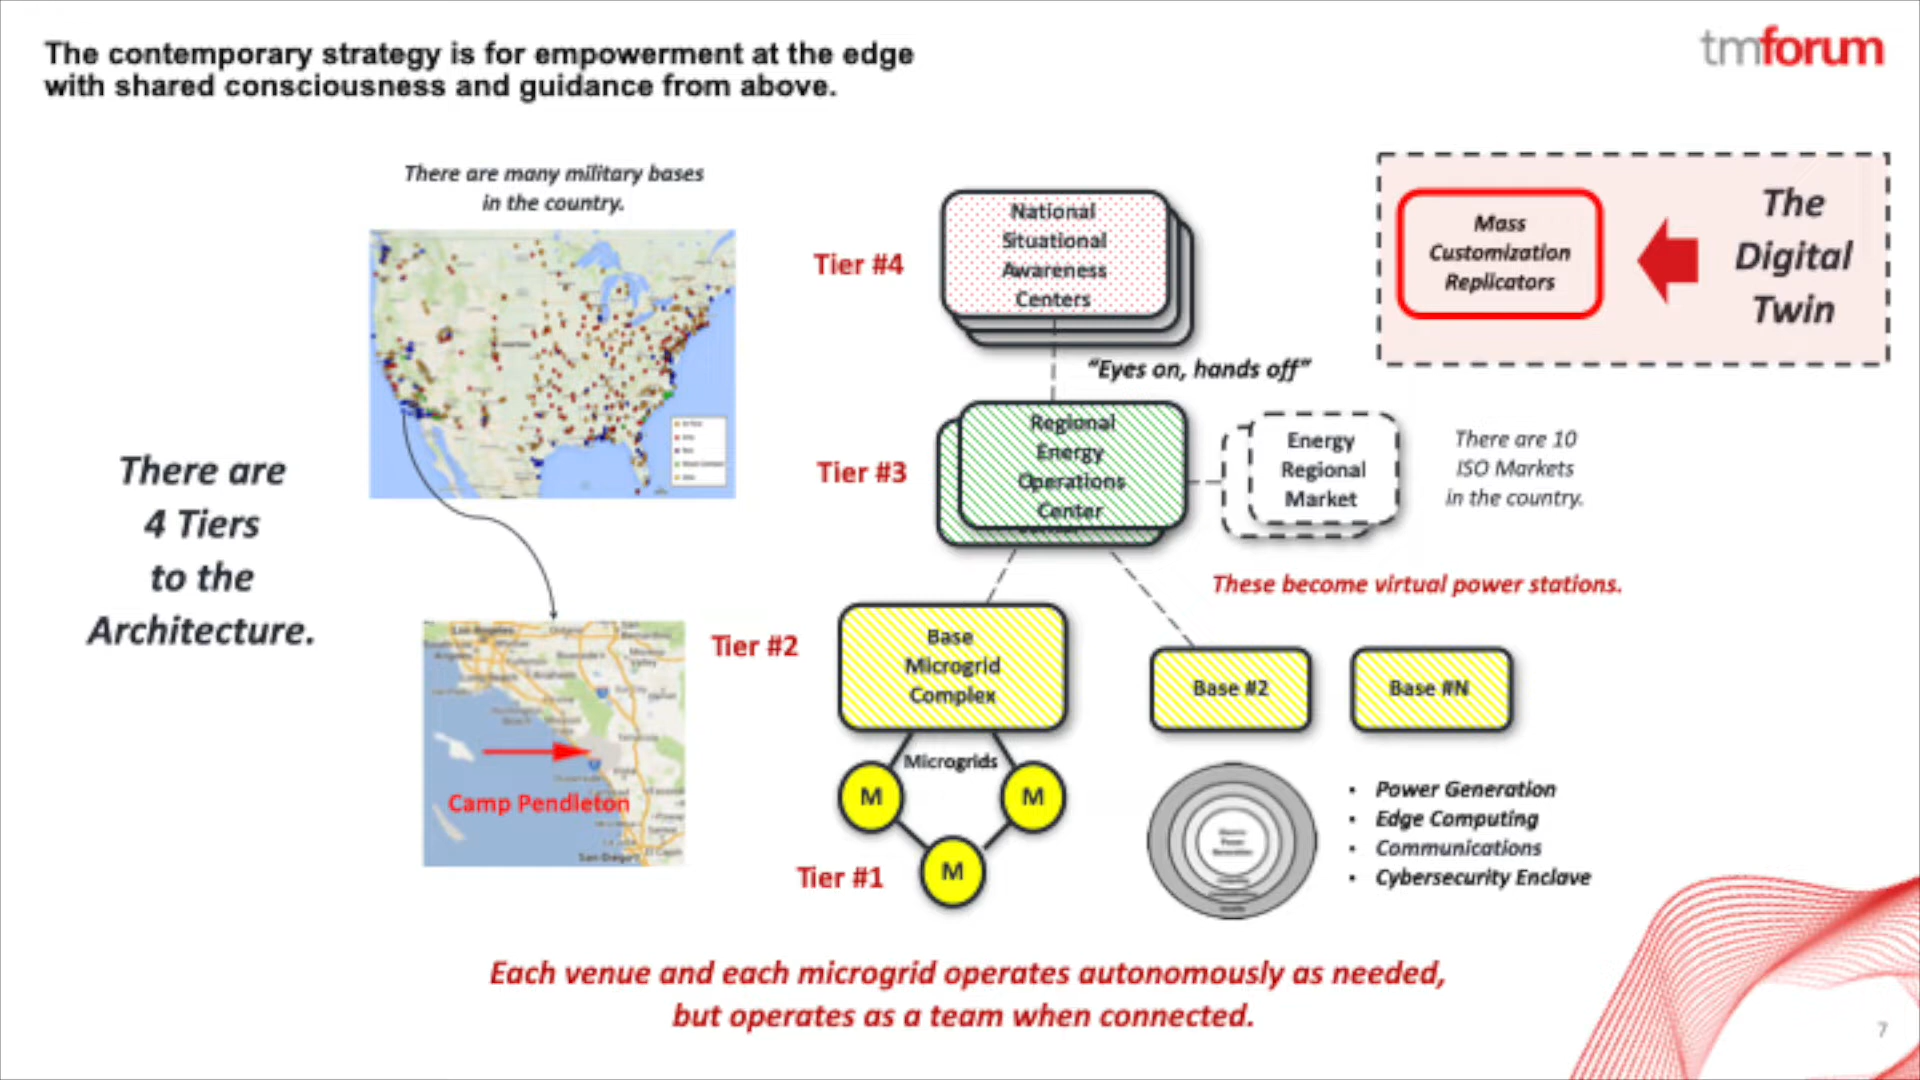 The contemporary strategy is for empowerment at the edge
with shared consciousness and guidance from above.
tmforum
There are many military bases
in the country.
There are
4 Tiers
to the
Architecture.
Camp Pendleton
Tier #4
National
Situational
Awareness
Centers
"Eyes on, hands off"
Mass
Customization
Replicators
The
Digital
Twin
Tier #3
Regional
Energy
Operations
Center
Energy
Regional
Market
There are 10
ISO Markets
in the country.
These become virtual power stations.
Tier #2
Base
Microgrid
Complex
Base #2
Base #N
Microgrids
M
M
M
Tier #1
• Power Generation
• Edge Computing
• Communications
• Cybersecurity Enclave
Each venue and each microgrid operates autonomously as needed,
but operates as a team when connected.
7